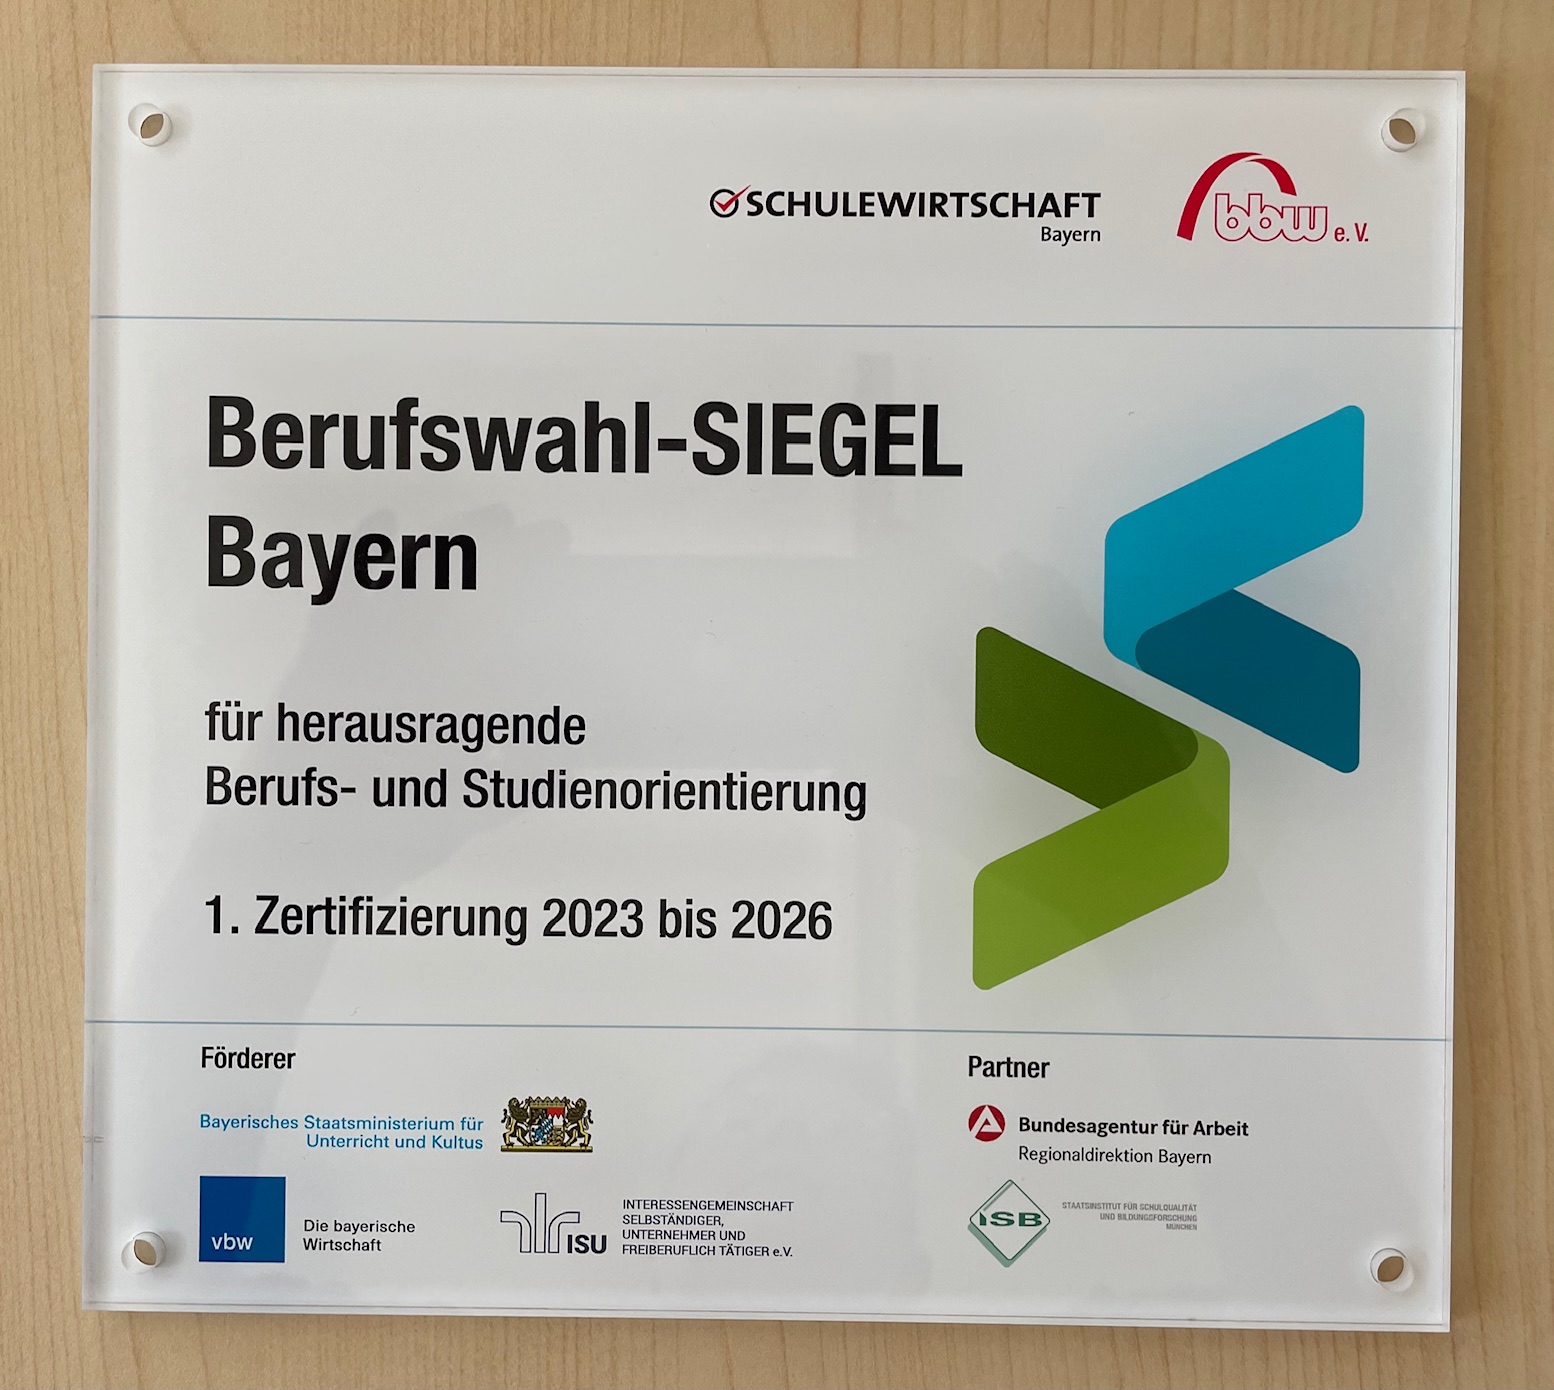 SCHULEWIRTSCHAFT
Bayern
bbw e. V.
Berufswahl-SIEGEL
Bayern
für herausragende
Berufs- und Studienorientierung
1. Zertifizierung 2023 bis 2026
Förderer
Bayerisches Staatsministerium für
Unterricht und Kultus
vbw
Die bayerische
Wirtschaft
ISU
INTERESSENGEMEINSCHAFT
SELBSTÄNDIGER,
UNTERNEHMER UND
FREIBERUFLICH TÄTIGER e.V.
Partner
Bundesagentur für Arbeit
Regionaldirektion Bayern
ISB
STAATSINSTITUT FÜR SCHULQUALITÄT
UND BILDUNGSFORSCHUNG
MÜNCHEN